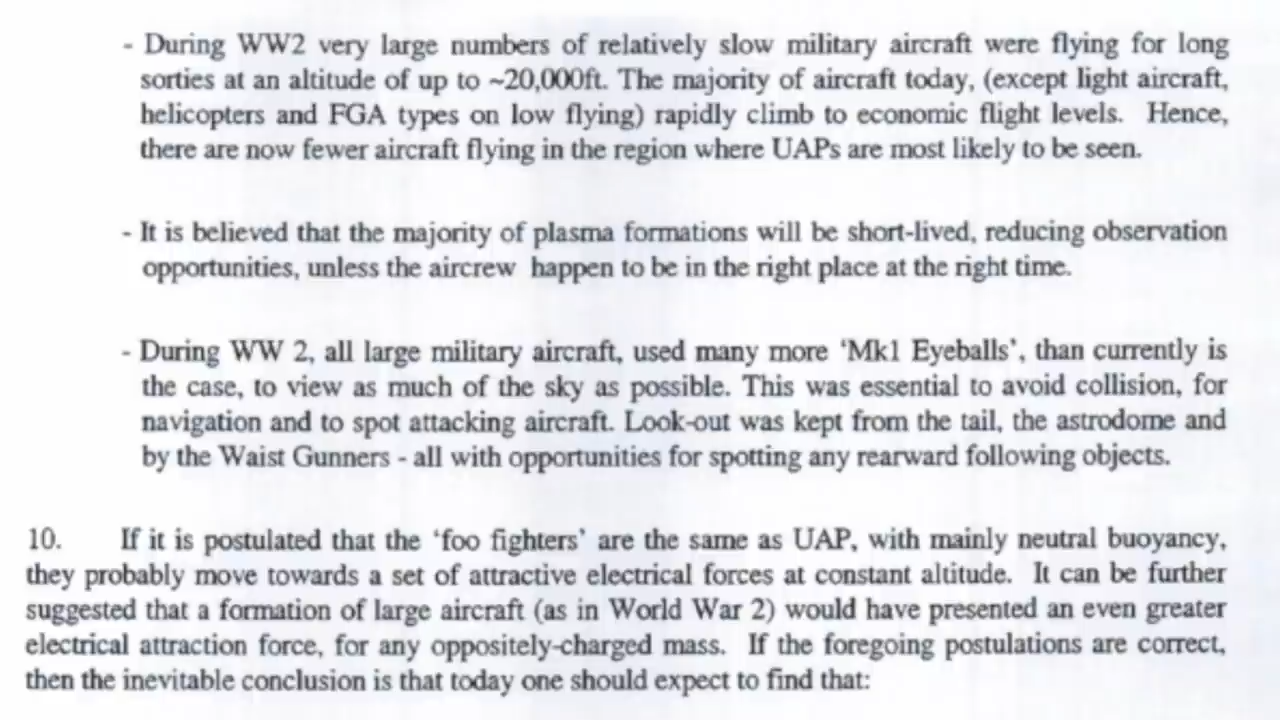 - During WW2 very large numbers of relatively slow military aircraft were flying for long
sorties at an altitude of up to ~20,000ft. The majority of aircraft today, (except light aircraft,
helicopters and FGA types on low flying) rapidly climb to economic flight levels. Hence,
there are now fewer aircraft flying in the region where UAPs are most likely to be seen.
- It is believed that the majority of plasma formations will be short-lived, reducing observation
opportunities, unless the aircrew happen to be in the right place at the right time.
- During WW 2, all large military aircraft, used many more ‘Mk1 Eyeballs’, than currently is
the case, to view as much of the sky as possible. This was essential to avoid collision, for
navigation and to spot attacking aircraft. Look-out was kept from the tail, the astrodome and
by the Waist Gunners - all with opportunities for spotting any rearward following objects.
10. If it is postulated that the ‘foo fighters’ are the same as UAP, with mainly neutral buoyancy,
they probably move towards a set of attractive electrical forces at constant altitude. It can be further
suggested that a formation of large aircraft (as in World War 2) would have presented an even greater
electrical attraction force, for any oppositely-charged mass. If the foregoing postulations are correct,
then the inevitable conclusion is that today one should expect to find that: